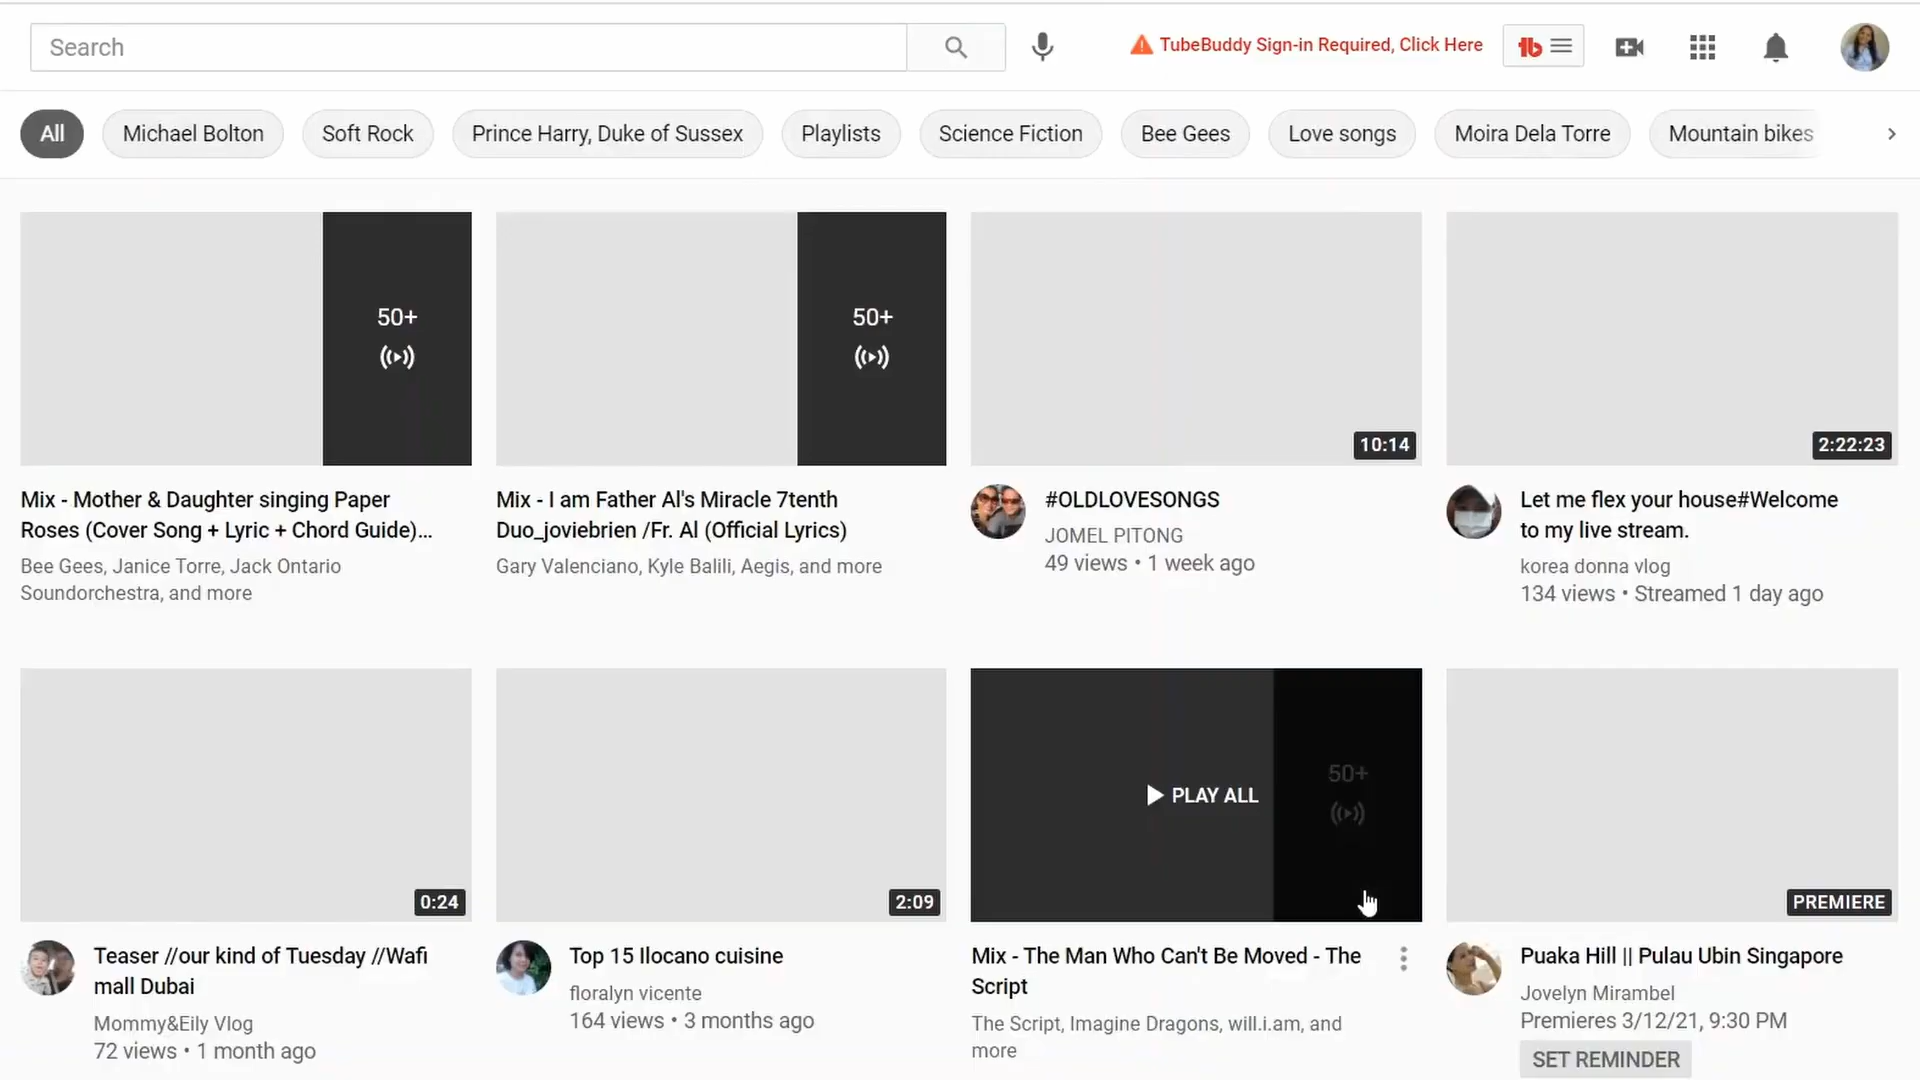 Search
TubeBuddy Sign-in Required, Click Here
tb
All
Michael Bolton
Soft Rock
Prince Harry, Duke of Sussex
Playlists
Science Fiction
Bee Gees
Love songs
Moira Dela Torre
Mountain bikes
50+
50+
10:14
2:22:23
Mix - Mother & Daughter singing Paper
Roses (Cover Song + Lyric + Chord Guide)...
Bee Gees, Janice Torre, Jack Ontario
Soundorchestra, and more
Mix - I am Father Al's Miracle 7tenth
Duo_joviebrien /Fr. Al (Official Lyrics)
Gary Valenciano, Kyle Balili, Aegis, and more
#OLDLOVESONGS
JOMEL PITONG
49 views • 1 week ago
Let me flex your house#Welcome
to my live stream.
korea donna vlog
134 views • Streamed 1 day ago
0:24
2:09
PLAY ALL
50+
PREMIERE
Teaser //our kind of Tuesday //Wafi
mall Dubai
Mommy&Eily Vlog
72 views • 1 month ago
Top 15 Ilocano cuisine
floralyn vicente
164 views • 3 months ago
Mix - The Man Who Can't Be Moved - The
Script
The Script, Imagine Dragons, will.i.am, and
more
Puaka Hill || Pulau Ubin Singapore
Jovelyn Mirambel
Premieres 3/12/21, 9:30 PM
SET REMINDER